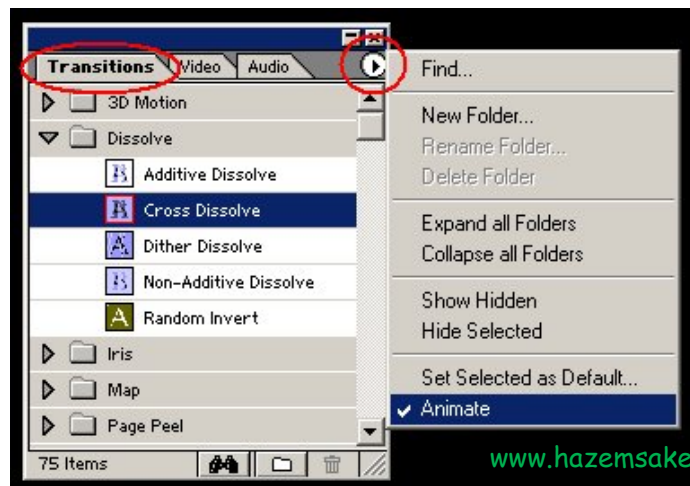 Transitions Video Audio
3D Motion
Dissolve
Additive Dissolve
Cross Dissolve
Dither Dissolve
Non-Additive Dissolve
Random Invert
Iris
Map
Page Peel
75 Items
Find...
New Folder...
Rename Folder...
Delete Folder
Expand all Folders
Collapse all Folders
Show Hidden
Hide Selected
Set Selected as Default...
Animate
www.hazemsake